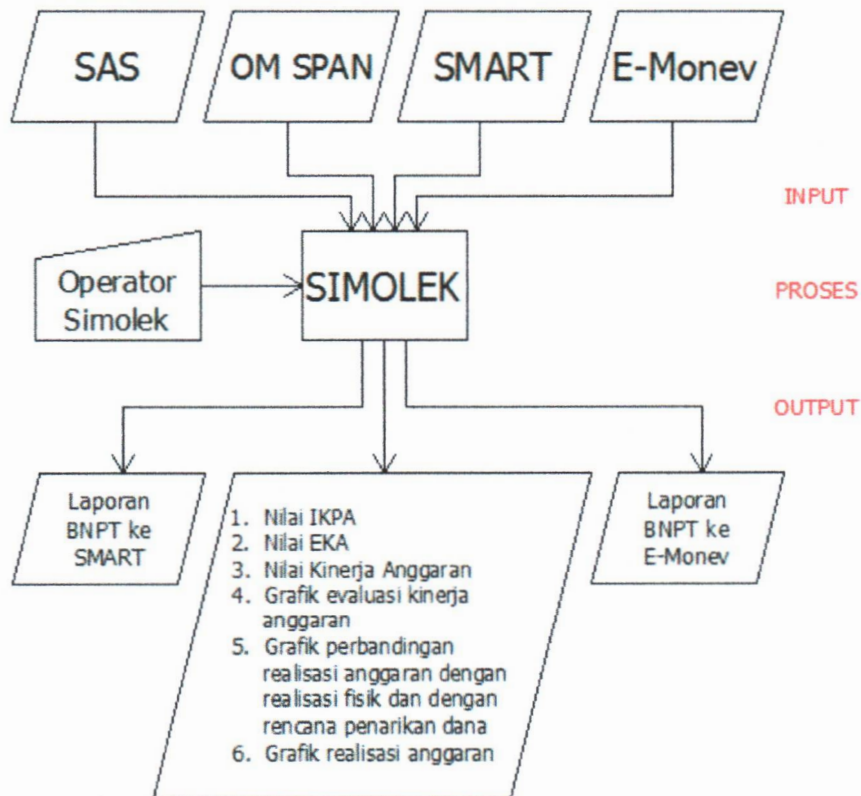 SAS
OM SPAN
SMART
E-Monev
INPUT
Operator
Simolek
SIMOLEK
PROSES
OUTPUT
Laporan
BNPT ke
SMART
1. Nilai IKPA
2. Nilai EKA
3. Nilai Kinerja Anggaran
4. Grafik evaluasi kinerja
anggaran
5. Grafik perbandingan
realisasi anggaran dengan
realisasi fisik dan dengan
rencana penarikan dana
6. Grafik realisasi anggaran
Laporan
BNPT ke
E-Monev